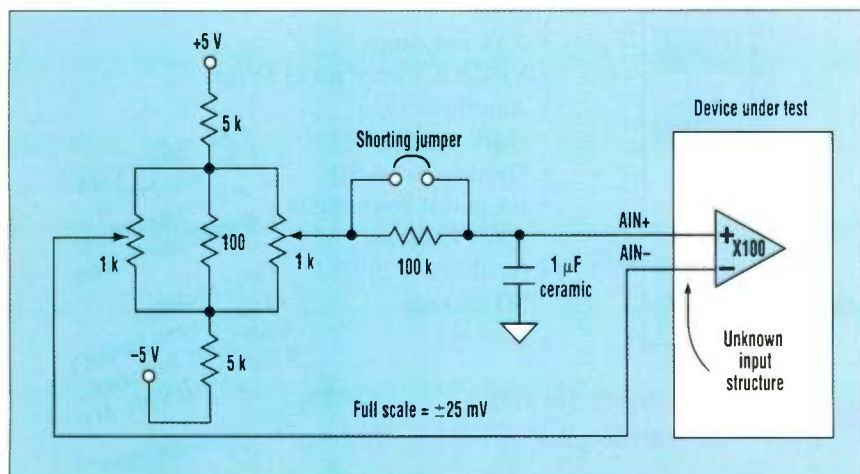 +5 V
5 k
Shorting jumper
Device under test
1 k
100
1 k
100 k
1 μF
ceramic
AIN+
AIN–
+
–
X100
–5 V
5 k
Unknown
input
structure
Full scale = ±25 mV